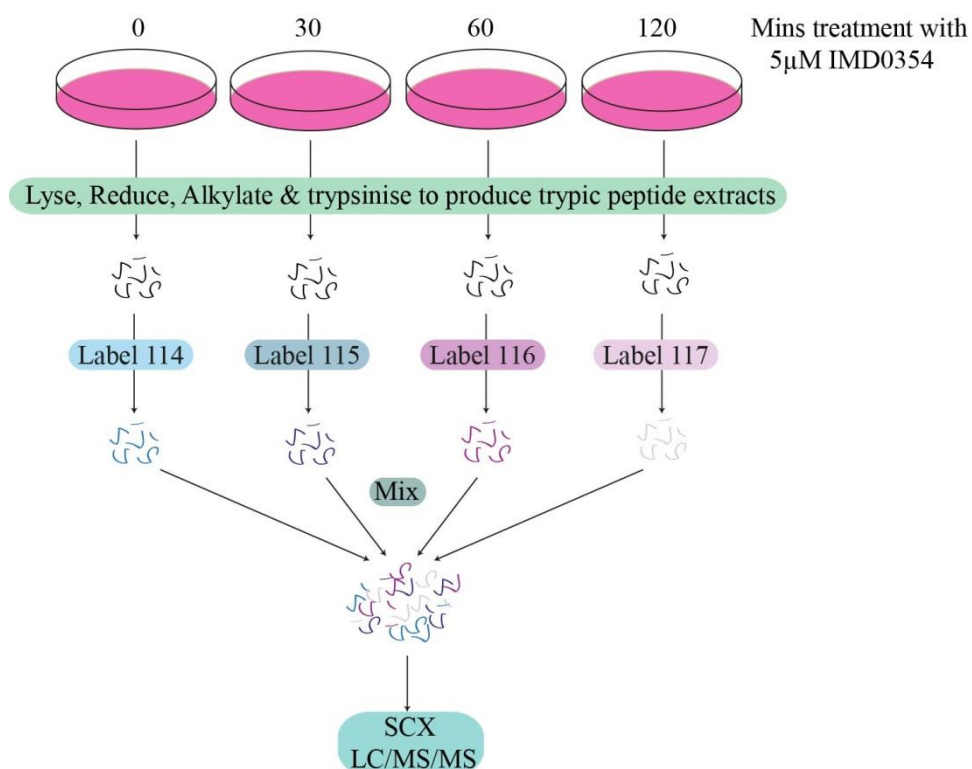 0 30 60 120 Mins treatment with
5μM IMD0354
Lyse, Reduce, Alkylate & trypsinise to produce trypic peptide extracts
Label 114 Label 115 Label 116 Label 117
Mix
SCX
LC/MS/MS